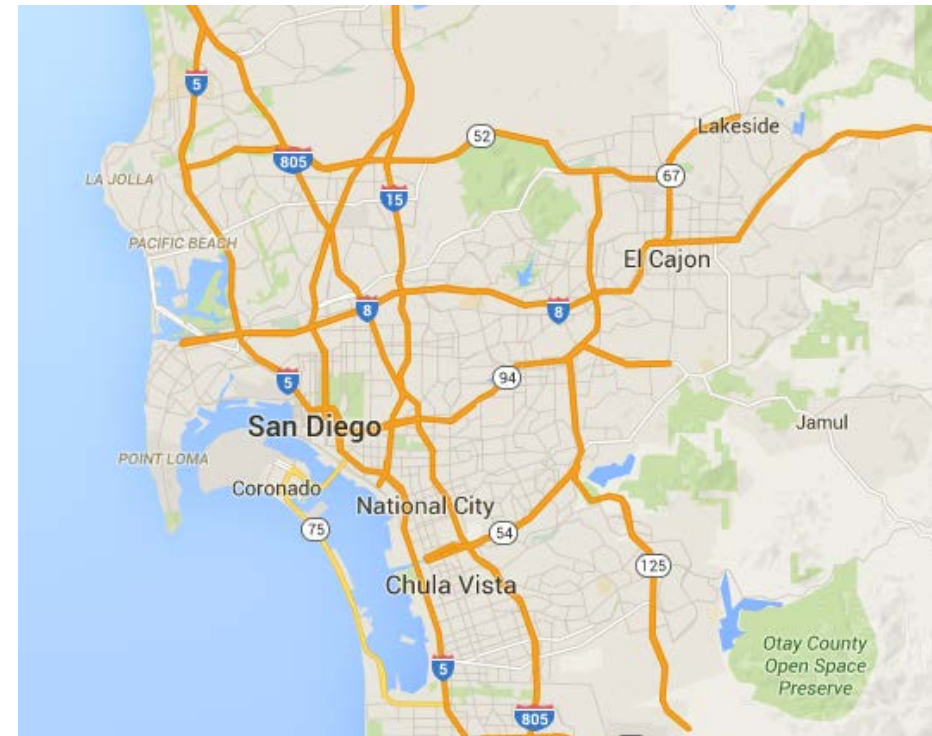 5
52
Lakeside
805
LA JOLLA
67
15
PACIFIC BEACH
El Cajon
8
8
5
94
San Diego
Jamul
POINT LOMA
Coronado
National City
75
54
125
Chula Vista
Otay County
Open Space
Preserve
5
805